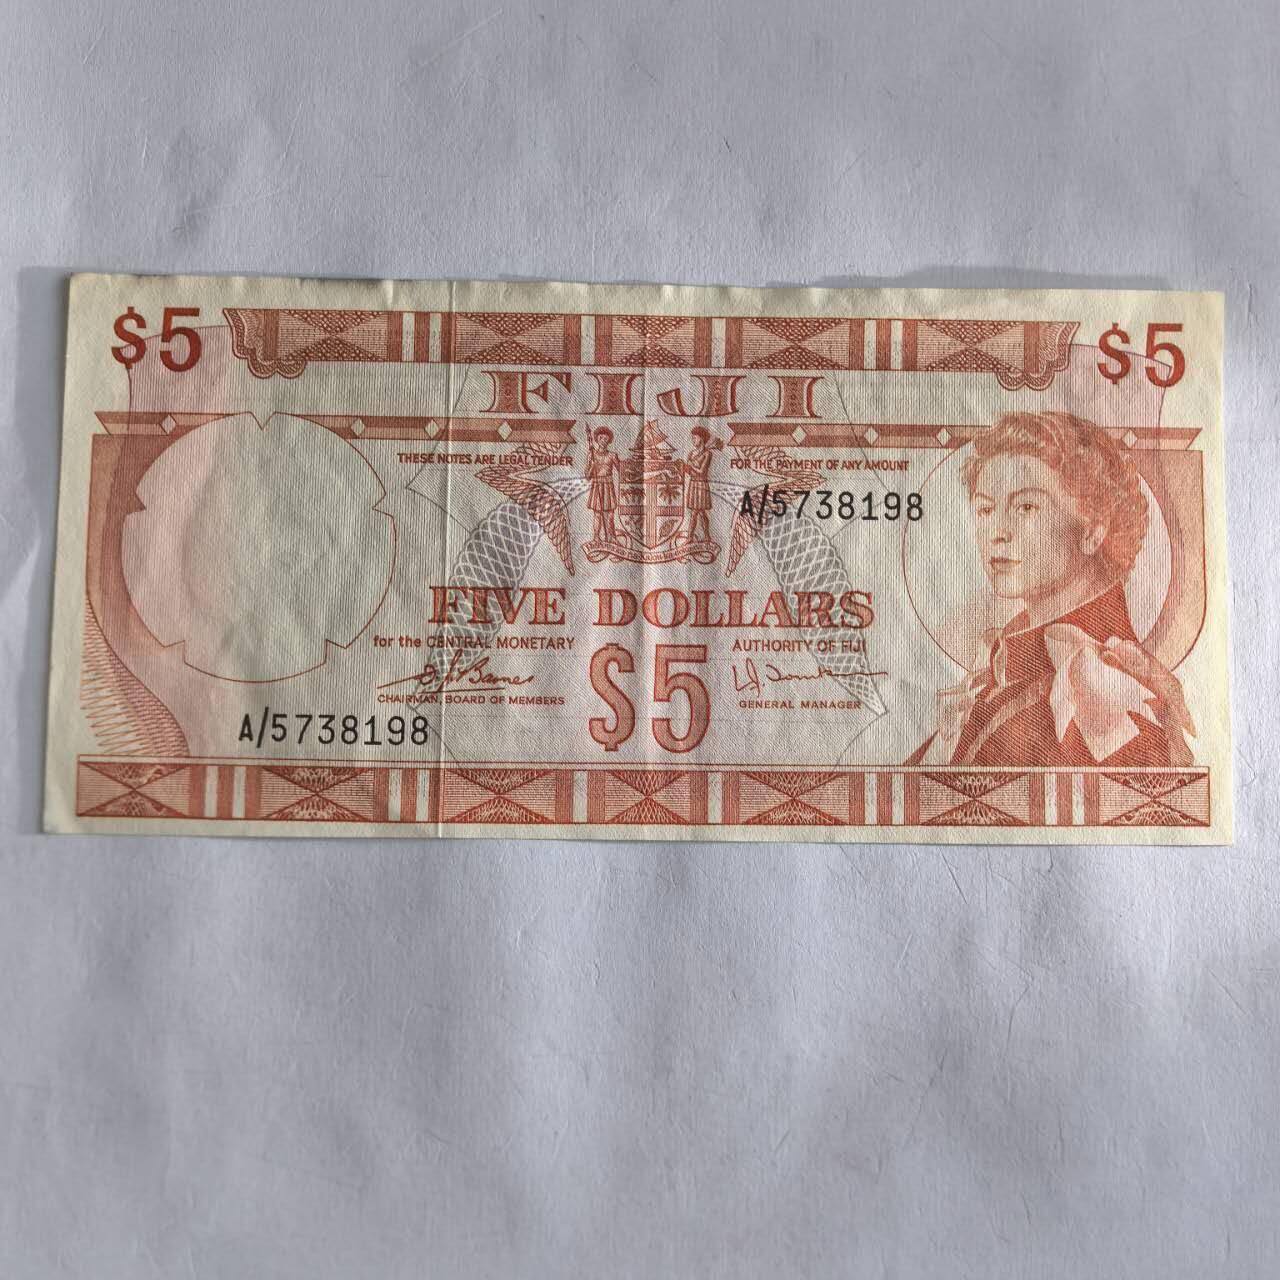 $5 $5
FIJI
THESE NOTES ARE LEGAL TENDER FOR THE PAYMENT OF ANY AMOUNT
A/5738198
FIVE DOLLARS
for the CENTRAL MONETARY AUTHORITY OF FIJI
$5
CHAIRMAN, BOARD OF MEMBERS GENERAL MANAGER
A/5738198